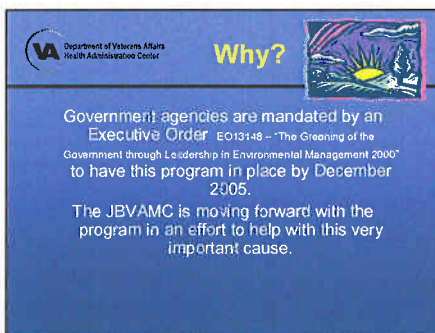 VA
Department of Veterans Affairs
Health Administration Center
Why?
Government agencies are mandated by an
Executive Order EO13148 – "The Greening of the
Government through Leadership in Environmental Management 2000"
to have this program in place by December
2005.
The JBVAMC is moving forward with the
program in an effort to help with this very
important cause.